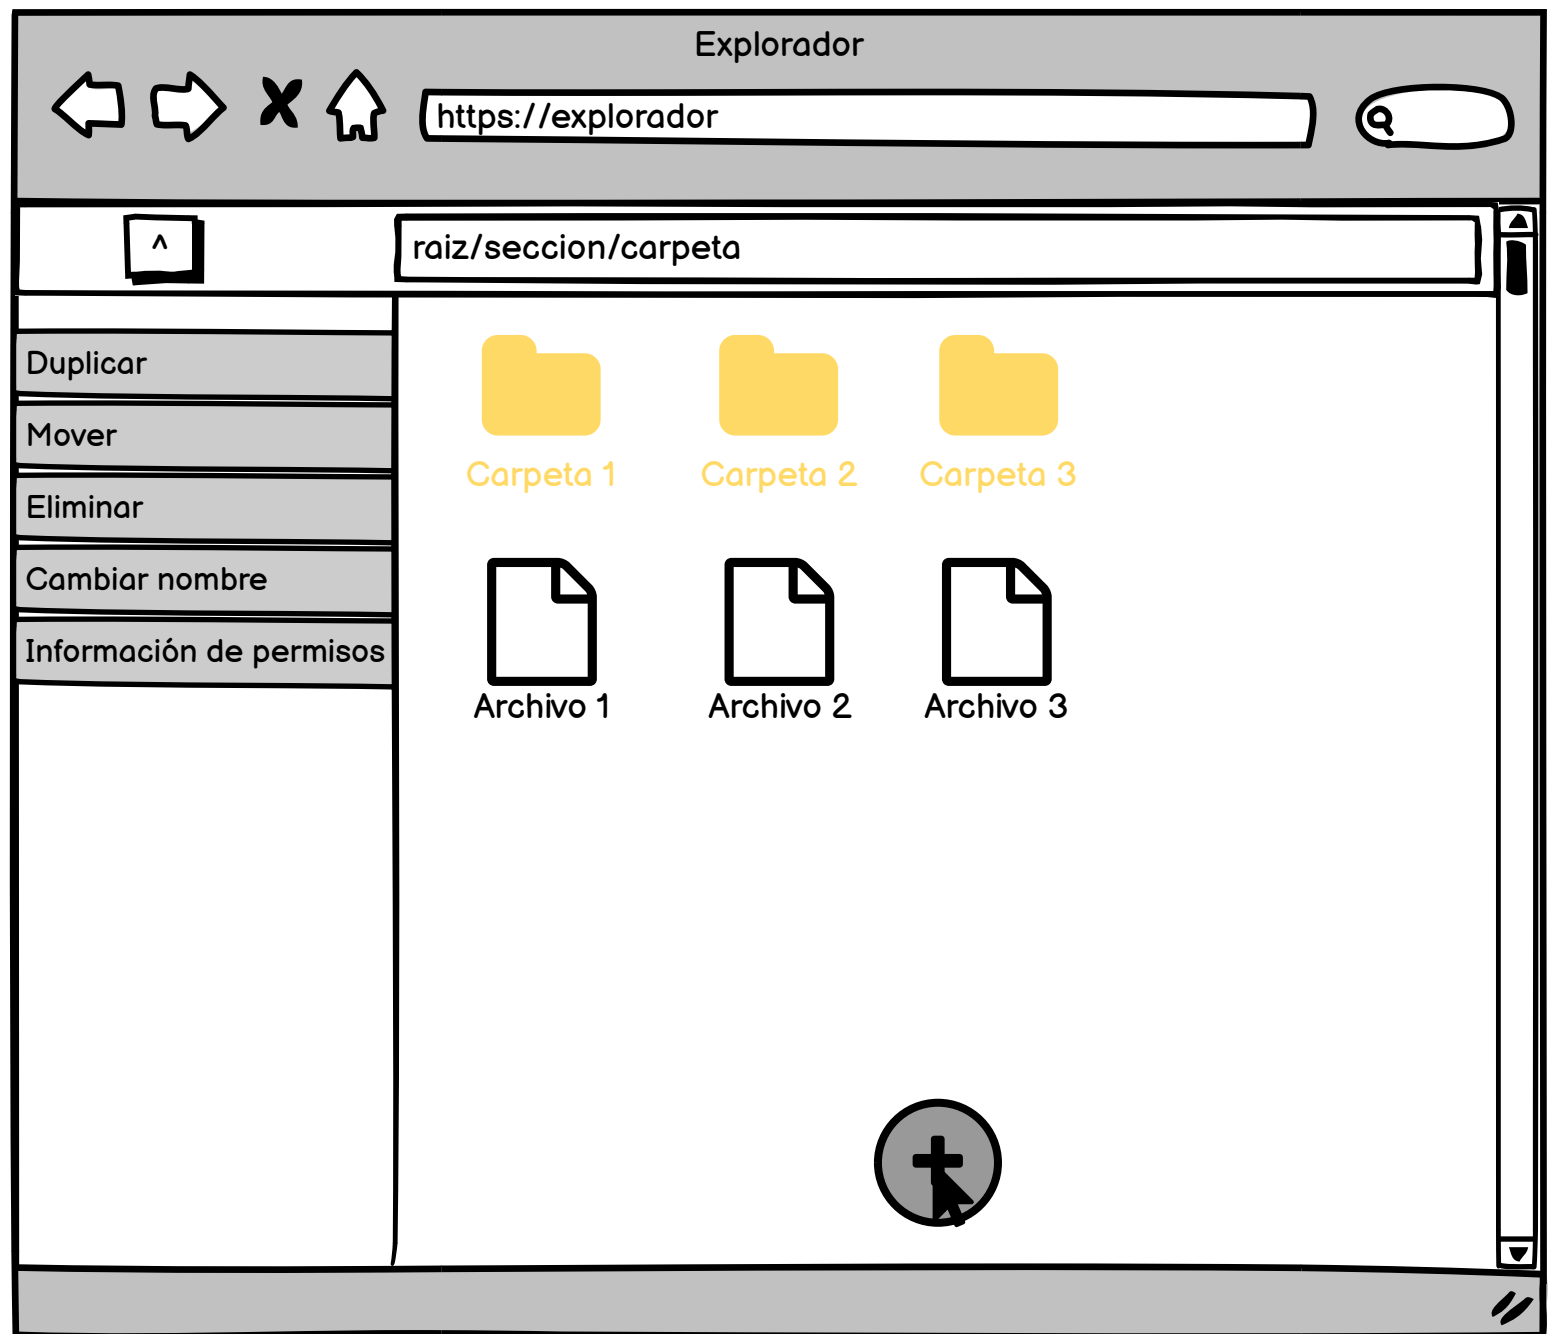 Explorador
https://explorador
^
raiz/seccion/carpeta
Duplicar
Mover
Eliminar
Cambiar nombre
Información de permisos
Carpeta 1
Carpeta 2
Carpeta 3
Archivo 1
Archivo 2
Archivo 3